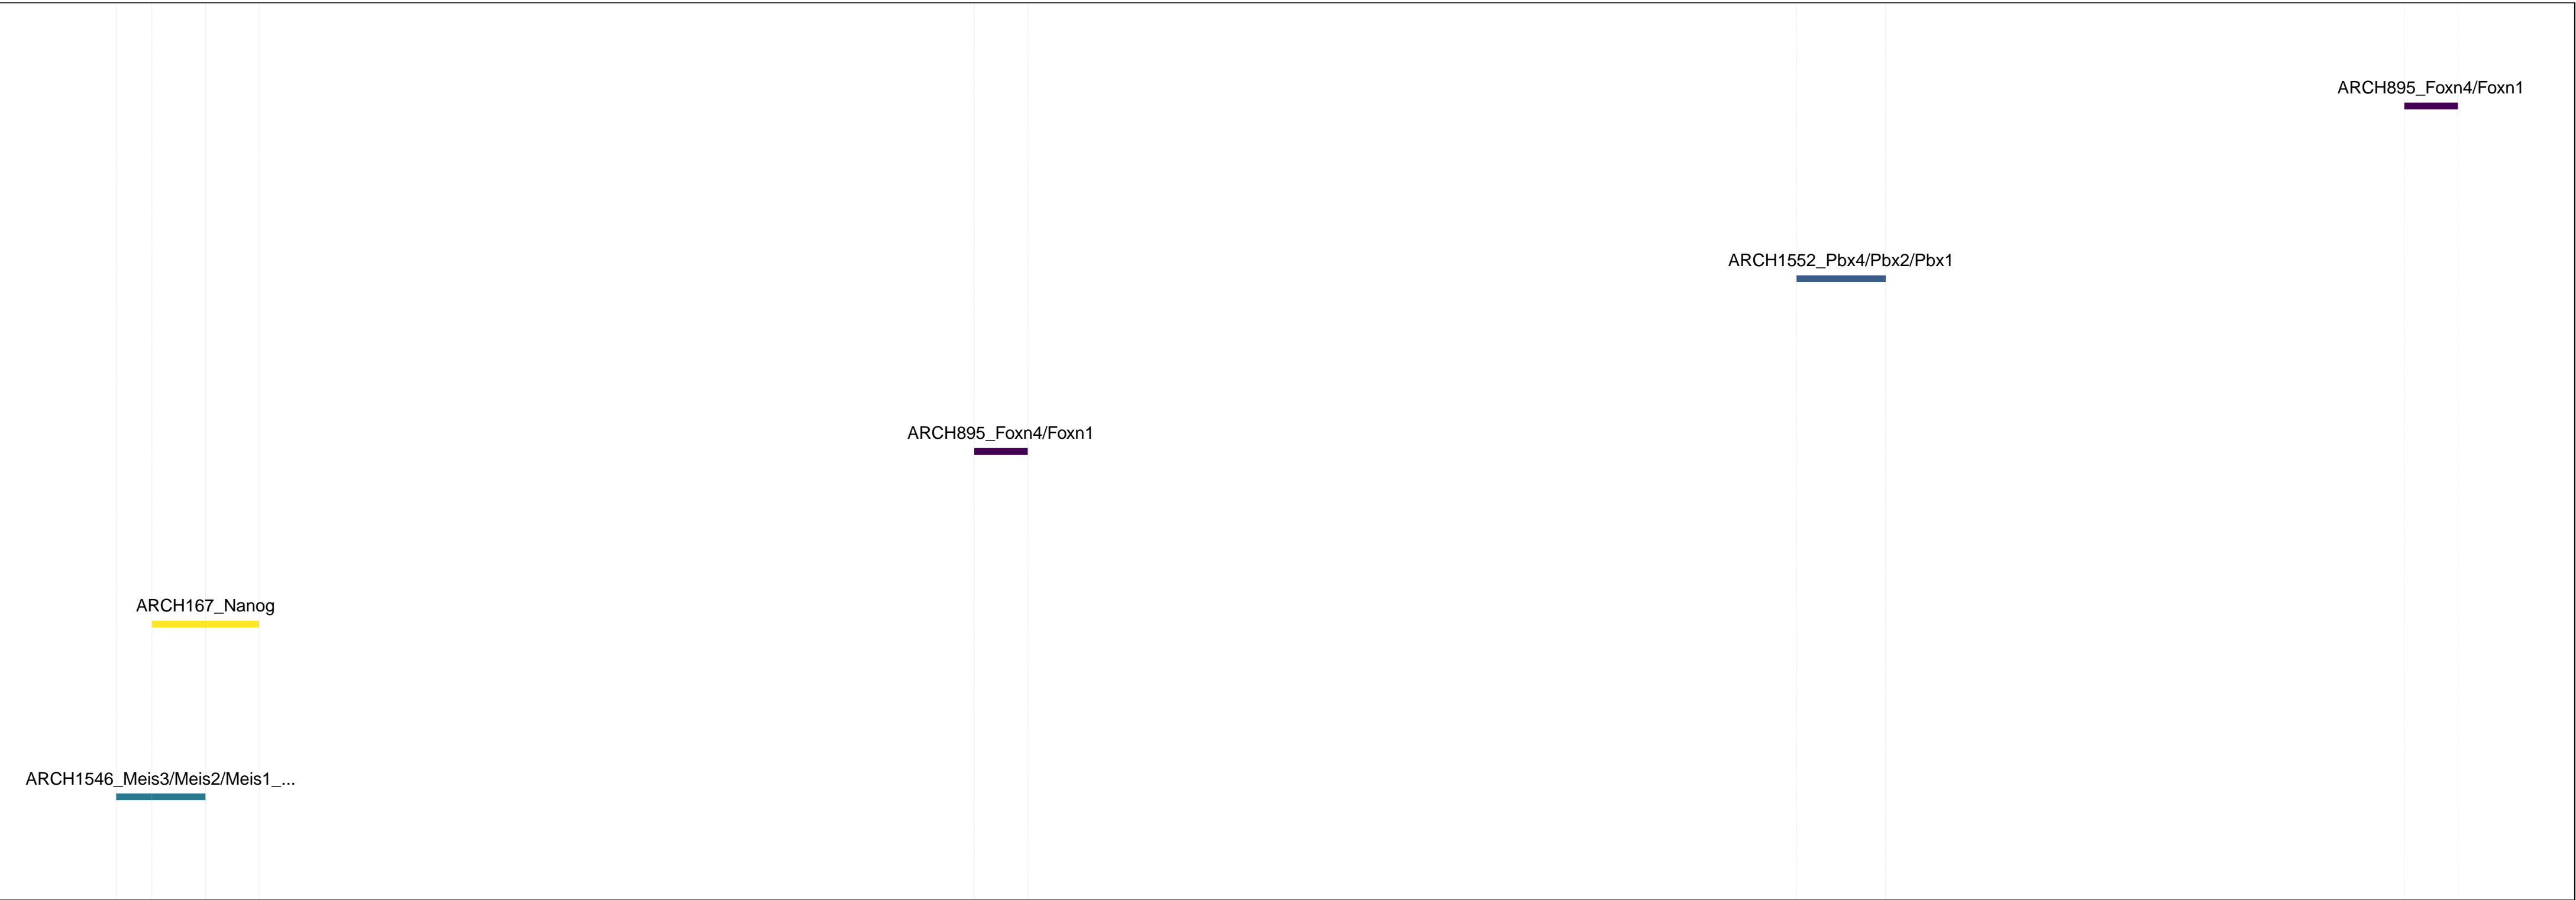 ARCH895_Foxn4/Foxn1
ARCH1552_Pbx4/Pbx2/Pbx1
ARCH895_Foxn4/Foxn1
ARCH167_Nanog
ARCH1546_Meis3/Meis2/Meis1_...